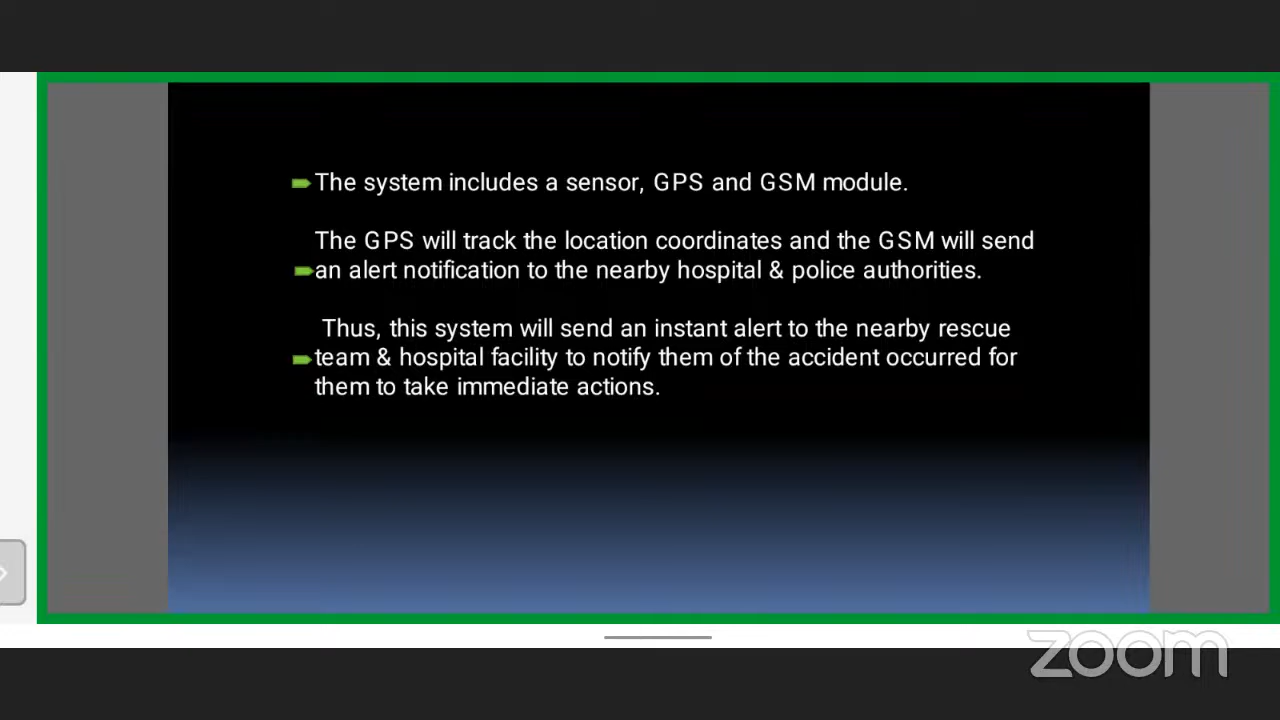 The system includes a sensor, GPS and GSM module.
The GPS will track the location coordinates and the GSM will send
an alert notification to the nearby hospital & police authorities.
Thus, this system will send an instant alert to the nearby rescue
team & hospital facility to notify them of the accident occurred for
them to take immediate actions.
zoom